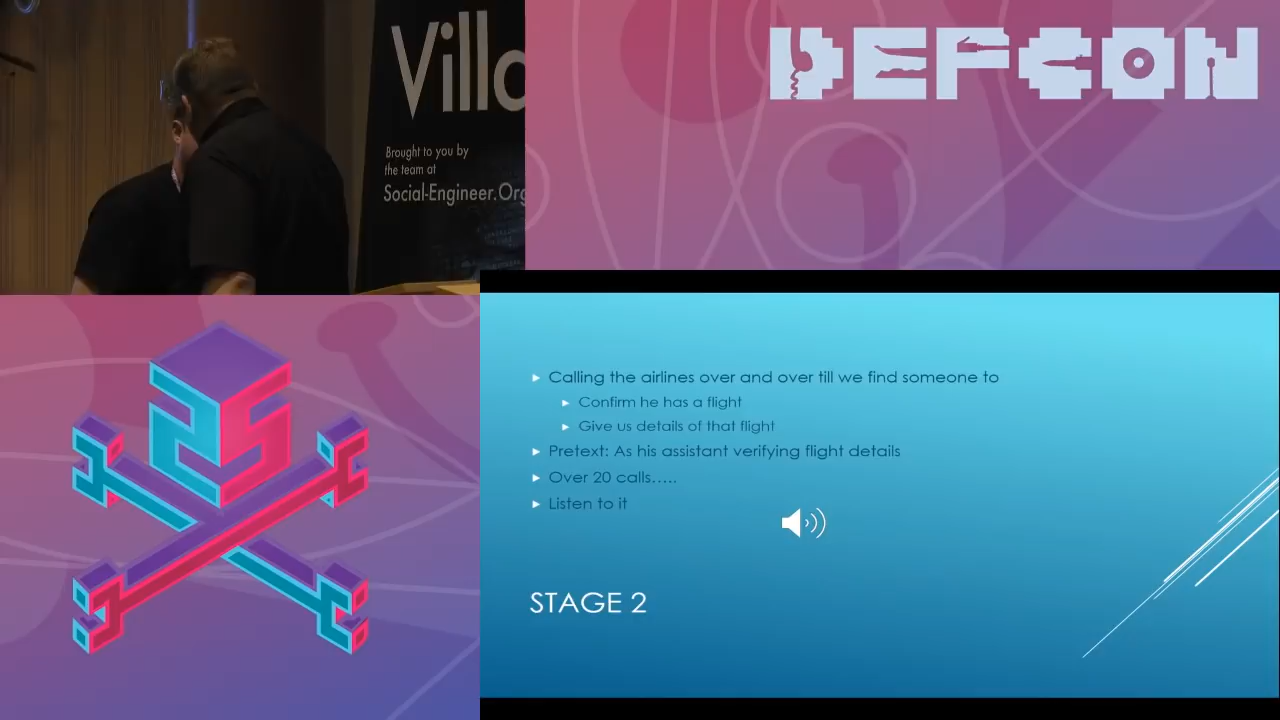 Villa
Brought to you by
the team at
Social-Engineer.Org
DEFCON
25
▸ Calling the airlines over and over till we find someone to
▸ Confirm he has a flight
▸ Give us details of that flight
▸ Pretext: As his assistant verifying flight details
▸ Over 20 calls…..
▸ Listen to it
STAGE 2